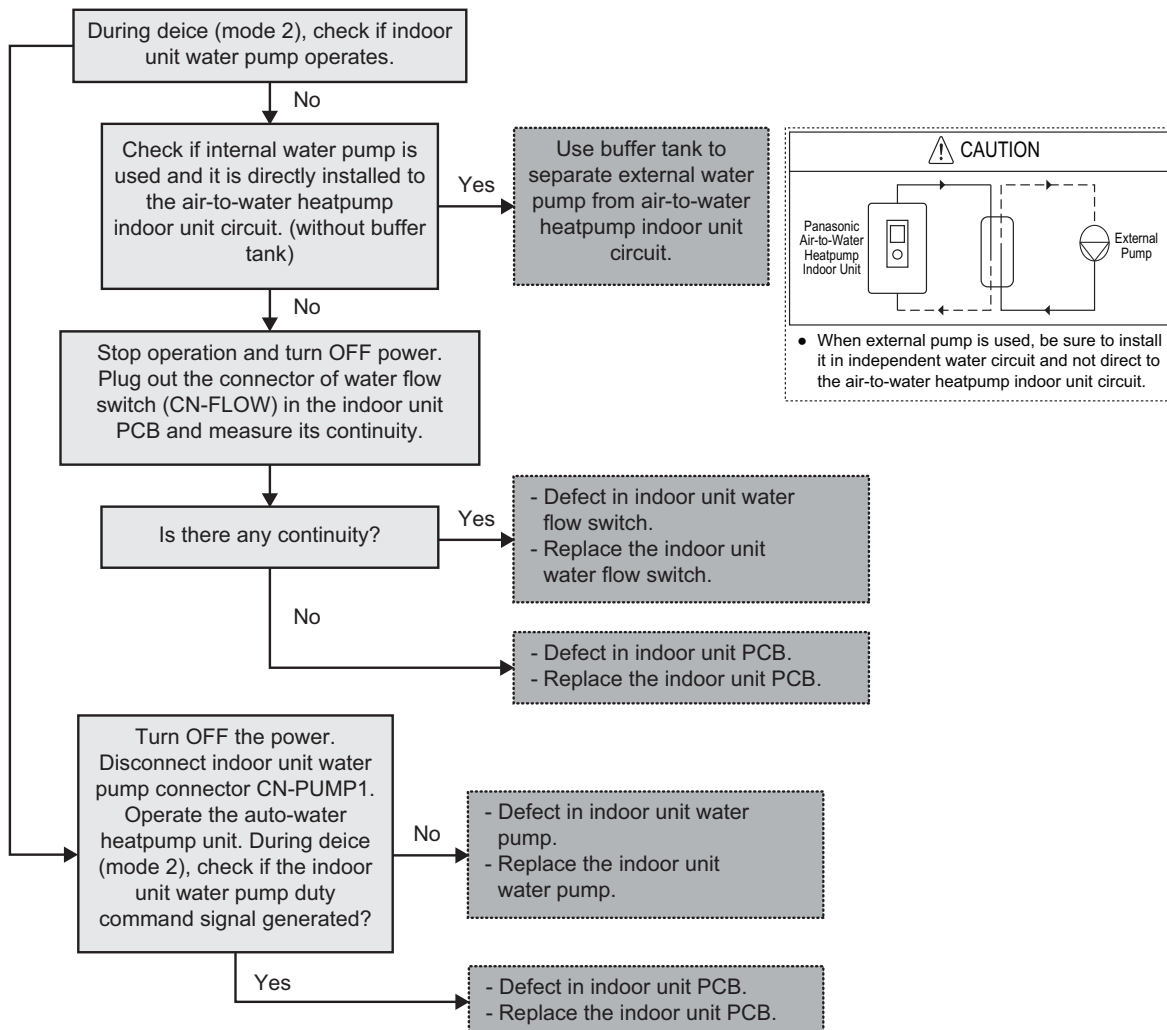 During deice (mode 2), check if indoor
unit water pump operates.
No
Check if internal water pump is
used and it is directly installed to
the air-to-water heatpump
indoor unit circuit. (without buffer
tank)
Yes
Use buffer tank to
separate external water
pump from air-to-water
heatpump indoor unit
circuit.
CAUTION
Panasonic
Air-to-Water
Heatpump
Indoor Unit
External
Pump
● When external pump is used, be sure to install
it in independent water circuit and not direct to
the air-to-water heatpump indoor unit circuit.
No
Stop operation and turn OFF power.
Plug out the connector of water flow
switch (CN-FLOW) in the indoor unit
PCB and measure its continuity.
Is there any continuity?
Yes
- Defect in indoor unit water
flow switch.
- Replace the indoor unit
water flow switch.
No
- Defect in indoor unit PCB.
- Replace the indoor unit PCB.
Turn OFF the power.
Disconnect indoor unit water
pump connector CN-PUMP1.
Operate the auto-water
heatpump unit. During deice
(mode 2), check if the indoor
unit water pump duty
command signal generated?
No
- Defect in indoor unit water
pump.
- Replace the indoor unit
water pump.
Yes
- Defect in indoor unit PCB.
- Replace the indoor unit PCB.